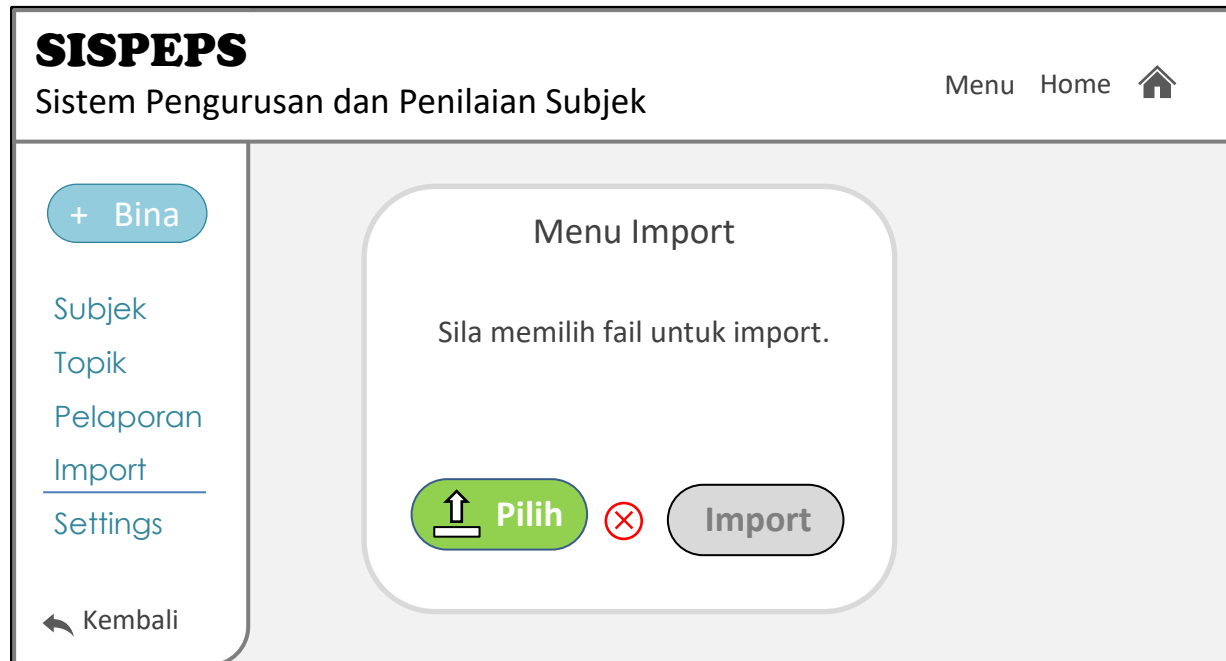 SISPEPS
Sistem Pengurusan dan Penilaian Subjek
Menu Home
+ Bina
Subjek
Topik
Pelaporan
Import
Settings
Kembali
Menu Import
Sila memilih fail untuk import.
Pilih
Import